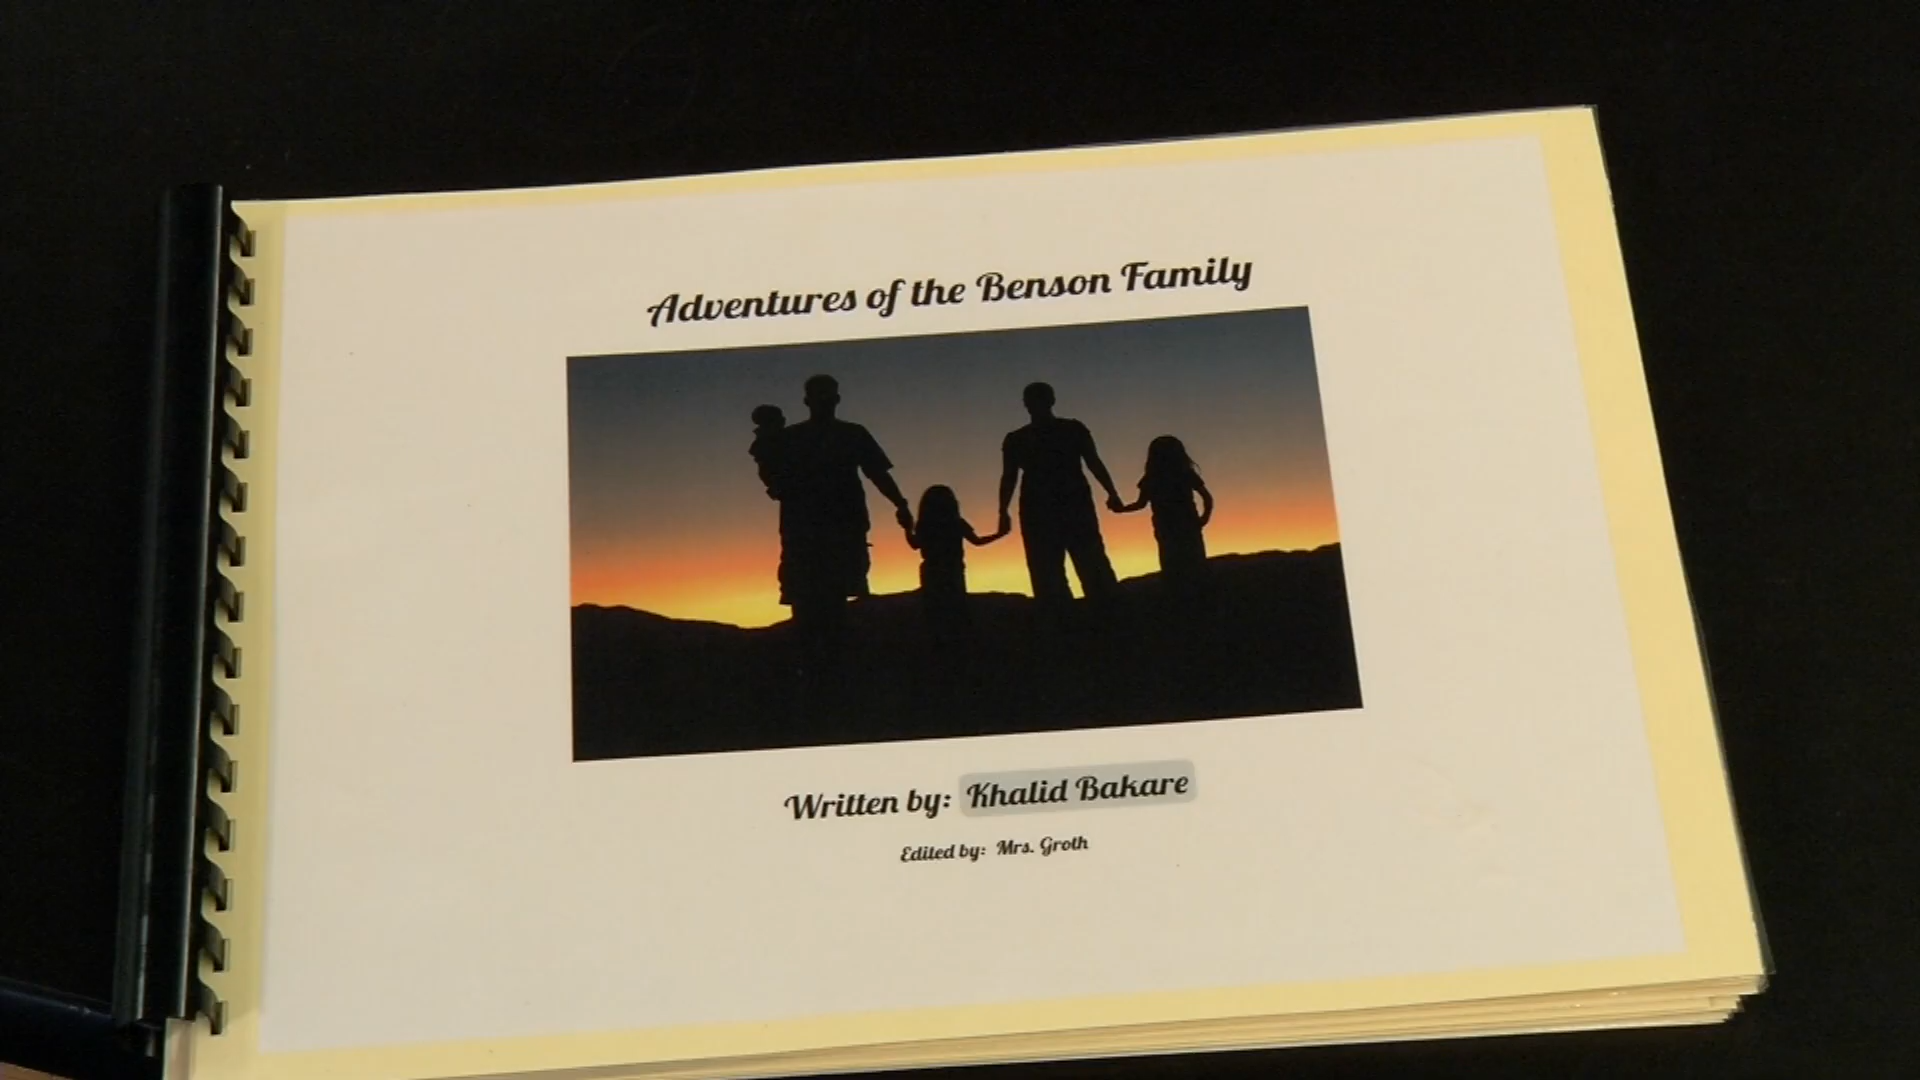 Adventures of the Benson Family
Written by: Khalid Bakare
Edited by: Mrs. Groth